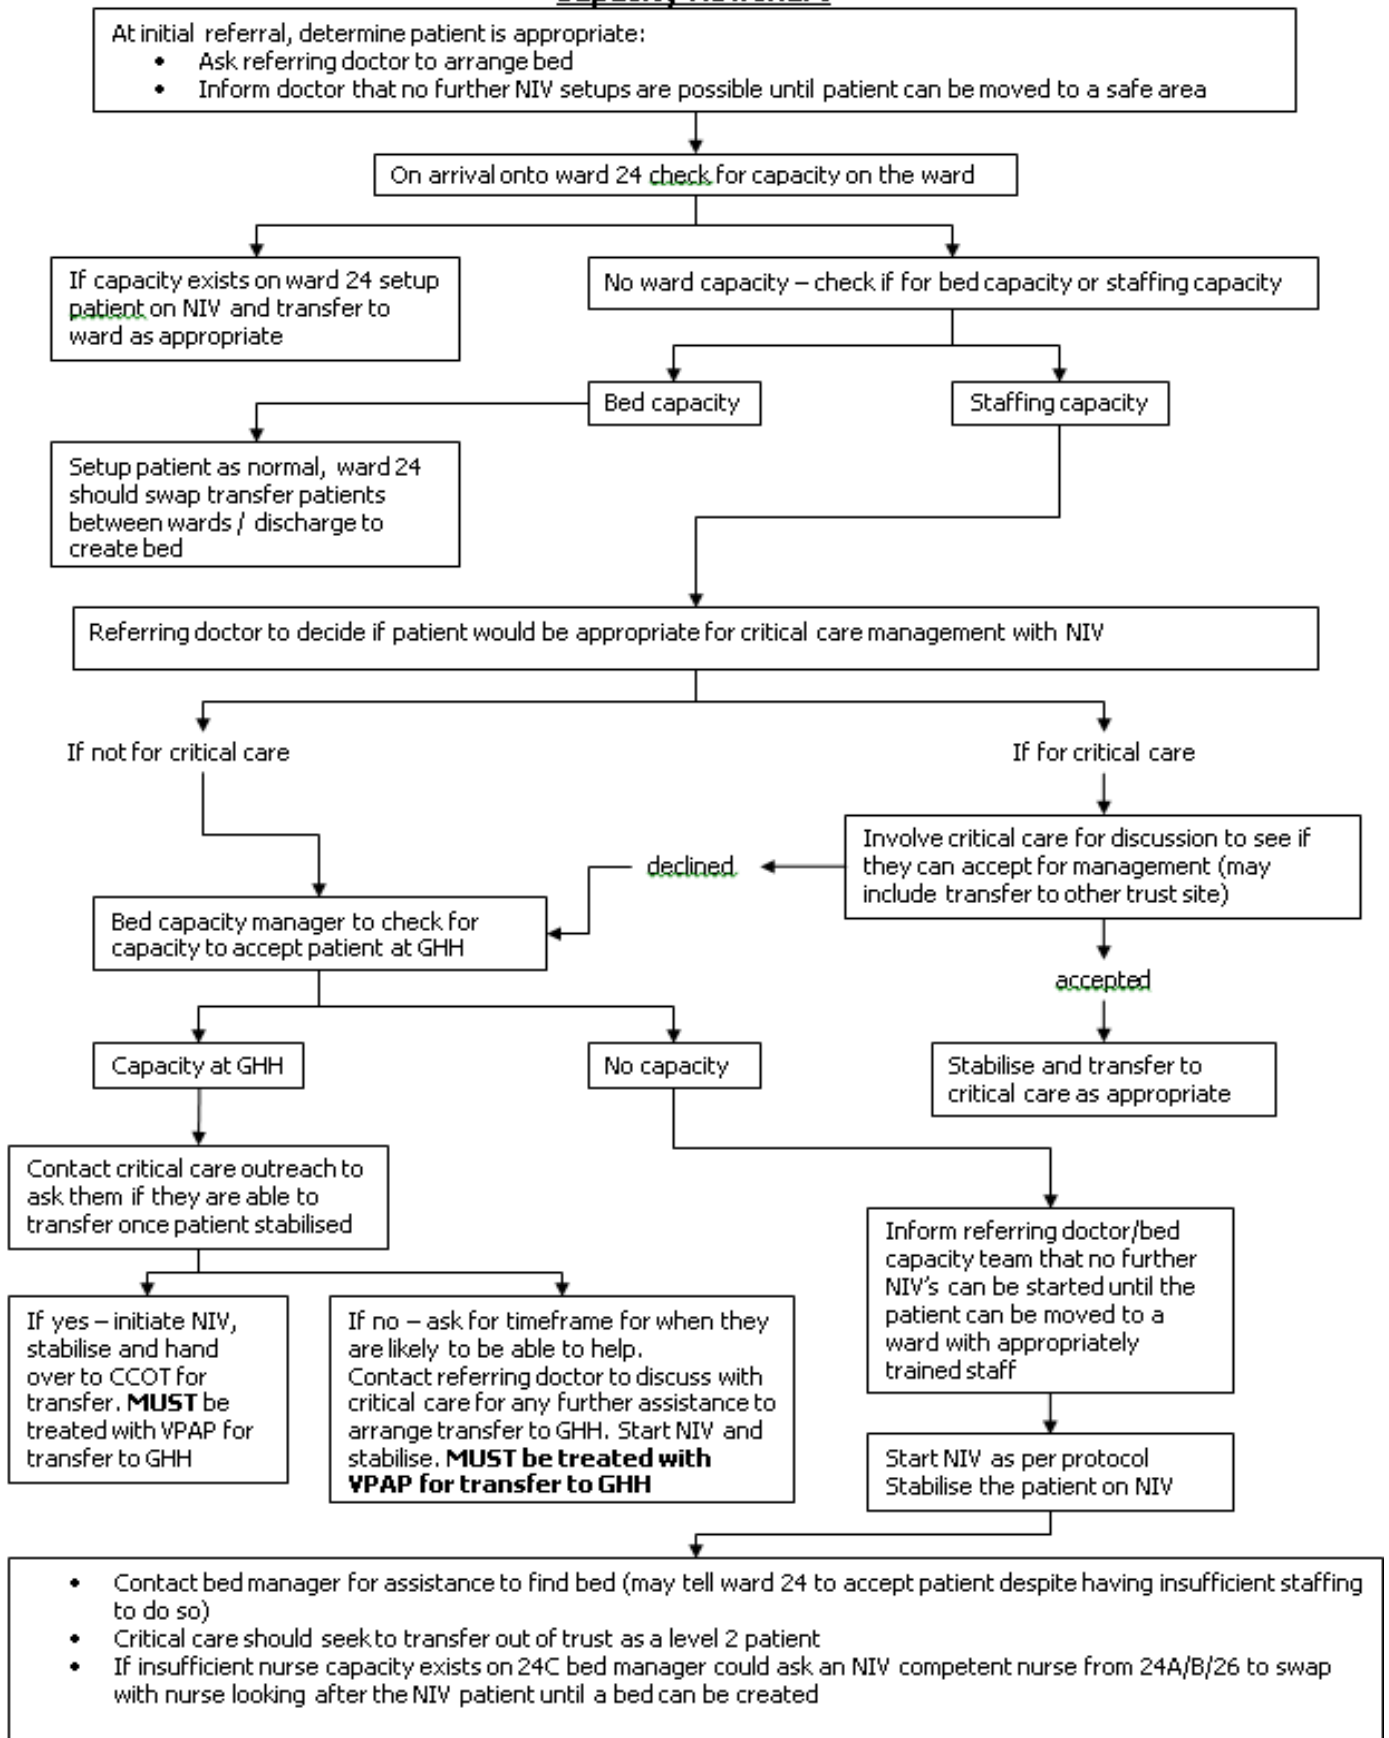 At initial referral, determine patient is appropriate:
• Ask referring doctor to arrange bed
• Inform doctor that no further NIV setups are possible until patient can be moved to a safe area
On arrival onto ward 24 check for capacity on the ward
If capacity exists on ward 24 setup
patient on NIV and transfer to
ward as appropriate
No ward capacity – check if for bed capacity or staffing capacity
Bed capacity
Staffing capacity
Setup patient as normal, ward 24
should swap transfer patients
between wards / discharge to
create bed
Referring doctor to decide if patient would be appropriate for critical care management with NIV
If not for critical care
If for critical care
Involve critical care for discussion to see if
they can accept for management (may
include transfer to other trust site)
declined
Bed capacity manager to check for
capacity to accept patient at GHH
accepted
Capacity at GHH
No capacity
Stabilise and transfer to
critical care as appropriate
Contact critical care outreach to
ask them if they are able to
transfer once patient stabilised
Inform referring doctor/bed
capacity team that no further
NIV's can be started until the
patient can be moved to a
ward with appropriately
trained staff
If yes – initiate NIV,
stabilise and hand
over to CCOT for
transfer. MUST be
treated with VPAP for
transfer to GHH
If no – ask for timeframe for when they
are likely to be able to help.
Contact referring doctor to discuss with
critical care for any further assistance to
arrange transfer to GHH. Start NIV and
stabilise. MUST be treated with
VPAP for transfer to GHH
Start NIV as per protocol
Stabilise the patient on NIV
• Contact bed manager for assistance to find bed (may tell ward 24 to accept patient despite having insufficient staffing
to do so)
• Critical care should seek to transfer out of trust as a level 2 patient
• If insufficient nurse capacity exists on 24C bed manager could ask an NIV competent nurse from 24A/B/26 to swap
with nurse looking after the NIV patient until a bed can be created